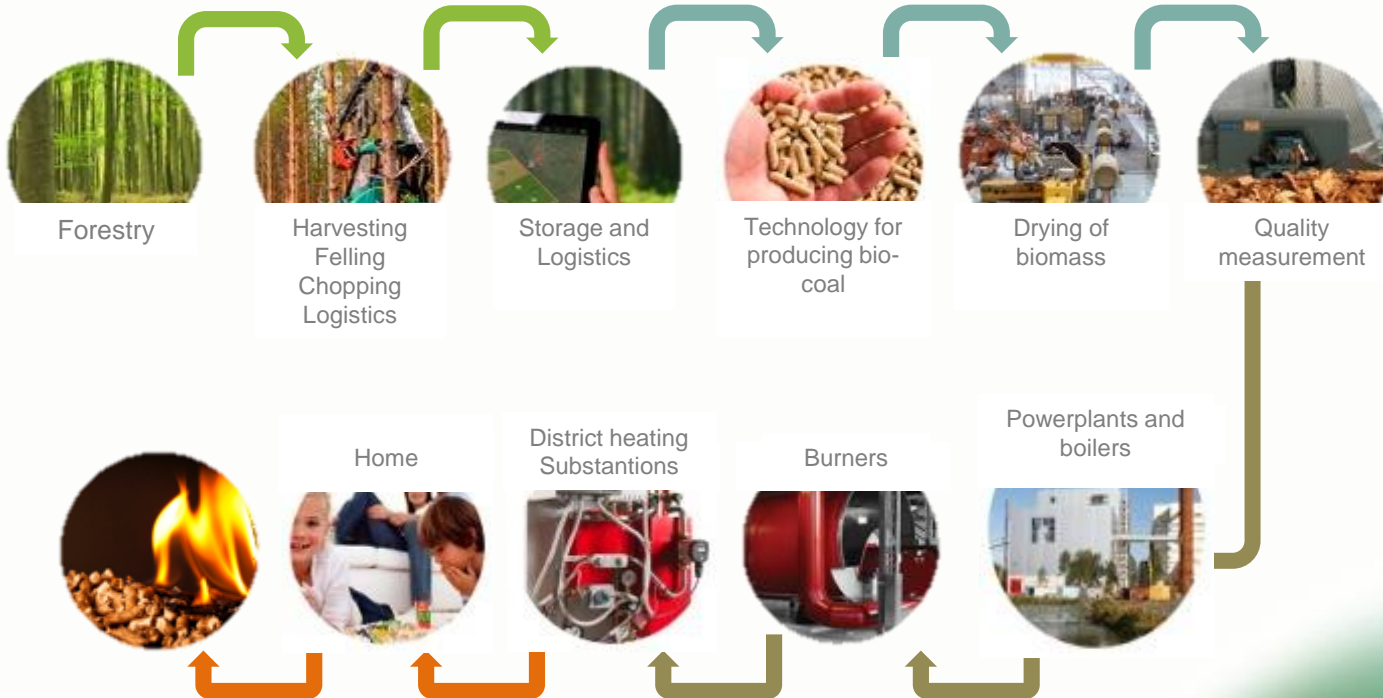 Forestry
Harvesting
Felling
Chopping
Logistics
Storage and
Logistics
Technology for
producing bio-
coal
Drying of
biomass
Quality
measurement
Home
District heating
Substantions
Burners
Powerplants and
boilers